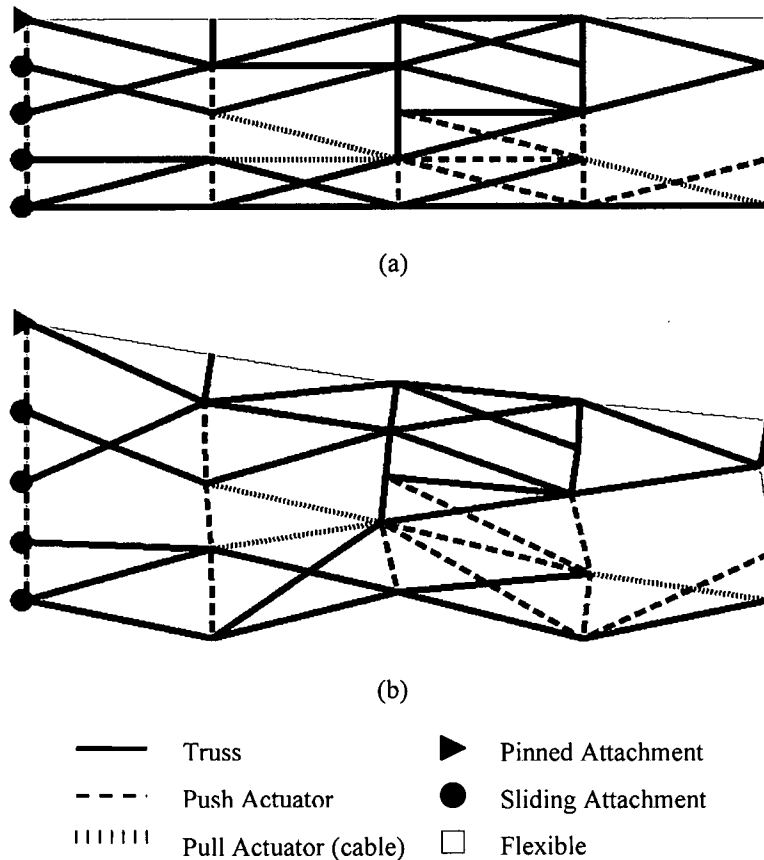 (a)
(b)
Truss
Pinned Attachment
Push Actuator
Sliding Attachment
Pull Actuator (cable)
Flexible